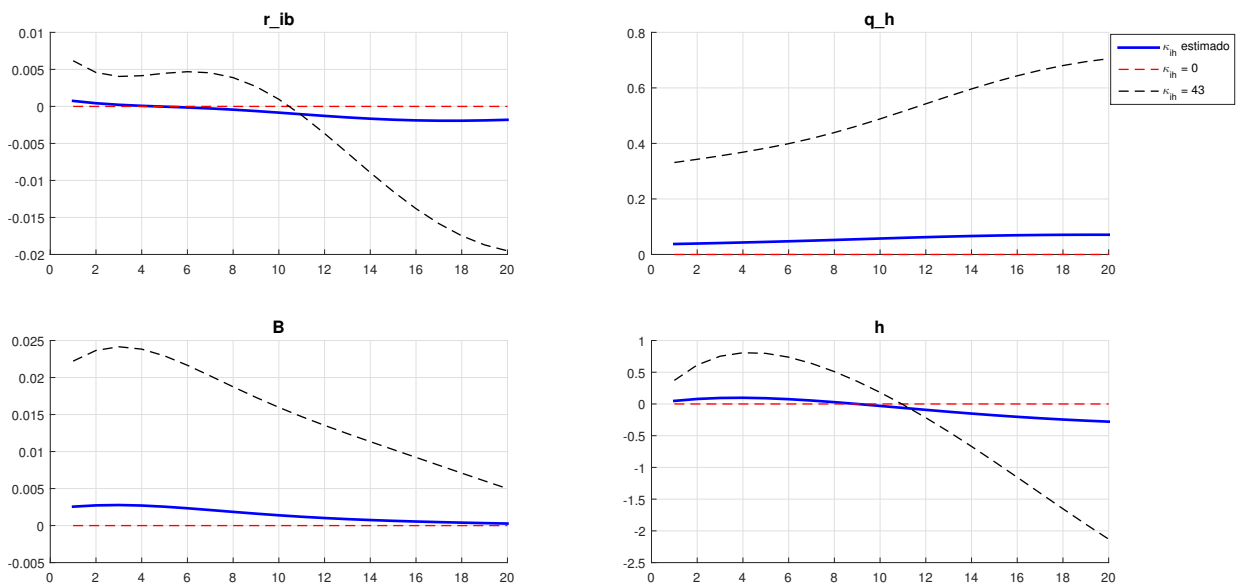 r_ib
0.01
0.005
0
-0.005
-0.01
-0.015
-0.02
0 2 4 6 8 10 12 14 16 18 20
q_h
0.8
0.6
0.4
0.2
0
0 2 4 6 8 10 12 14 16 18 20
κih estimado
κih = 0
κih = 43
B
0.025
0.02
0.015
0.01
0.005
0
-0.005
0 2 4 6 8 10 12 14 16 18 20
h
1
0.5
0
-0.5
-1
-1.5
-2
-2.5
0 2 4 6 8 10 12 14 16 18 20